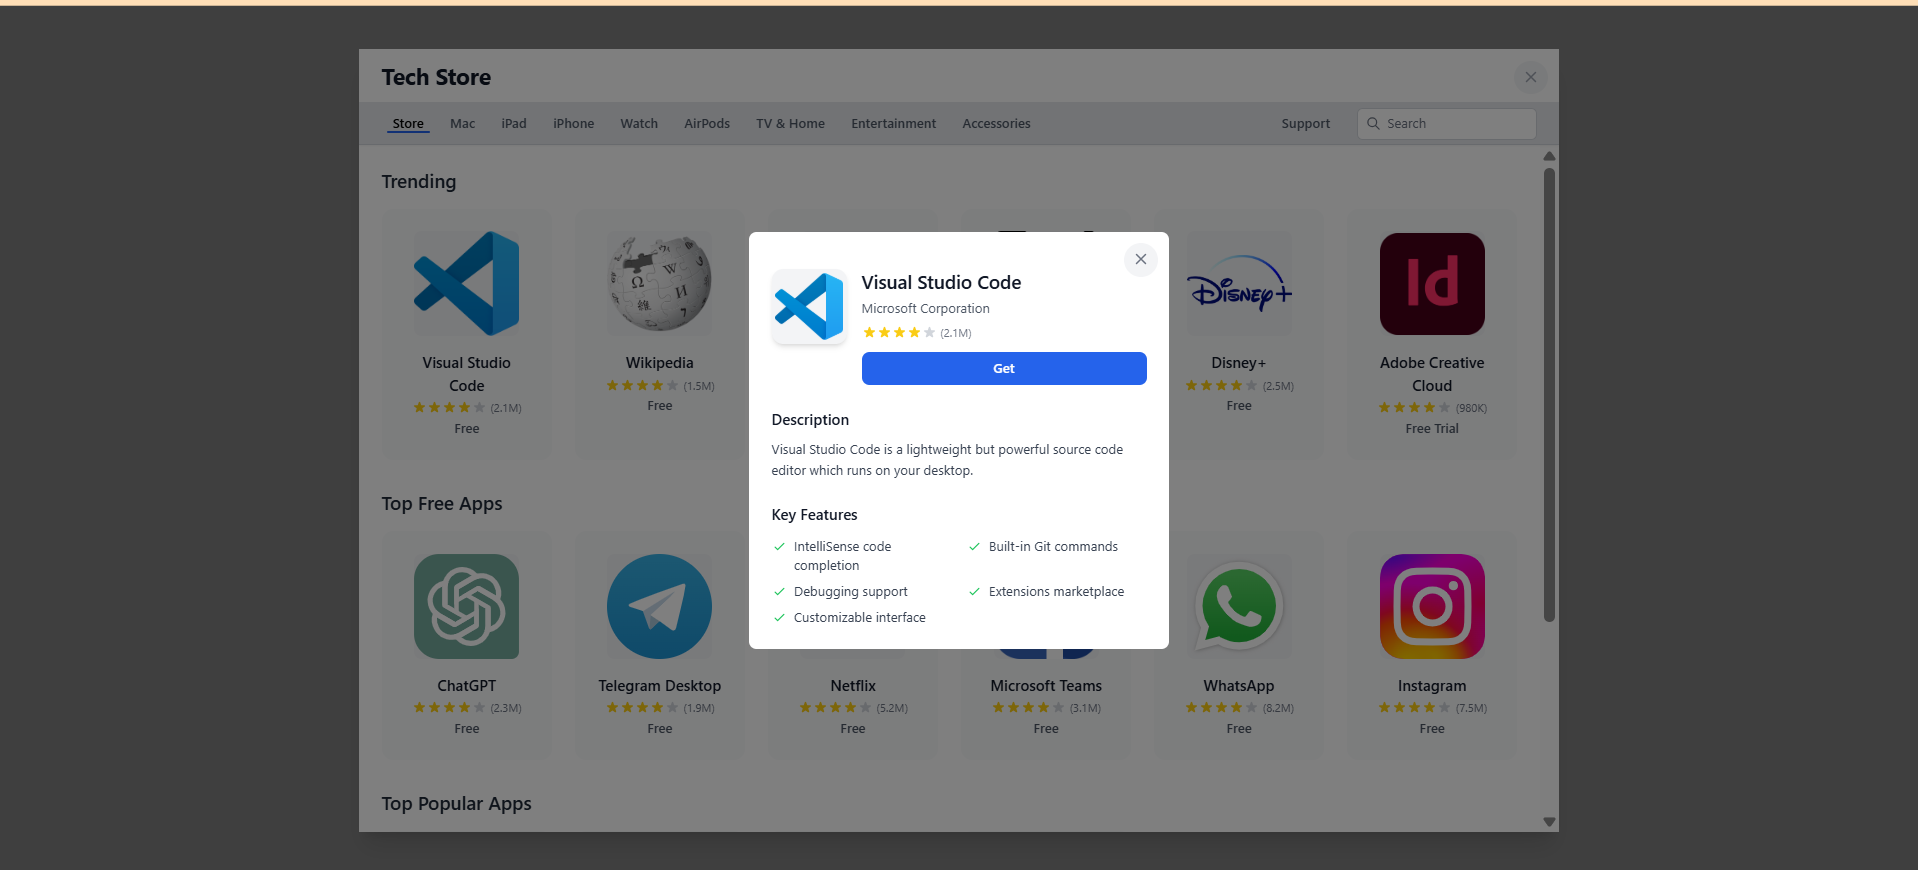 Tech Store
Store Mac iPad iPhone Watch AirPods TV & Home Entertainment Accessories Support Search
Trending
Visual Studio
Code
(2.1M)
Free
Wikipedia
(1.5M)
Free
Disney+
Disney+
(2.5M)
Free
Id
Adobe Creative
Cloud
(980K)
Free Trial
Visual Studio Code
Microsoft Corporation
(2.1M)
Get
Description
Visual Studio Code is a lightweight but powerful source code
editor which runs on your desktop.
Key Features
IntelliSense code
completion
Built-in Git commands
Debugging support
Extensions marketplace
Customizable interface
Top Free Apps
ChatGPT
(2.3M)
Free
Telegram Desktop
(1.9M)
Free
Netflix
(5.2M)
Free
Microsoft Teams
(3.1M)
Free
WhatsApp
(8.2M)
Free
Instagram
(7.5M)
Free
Top Popular Apps